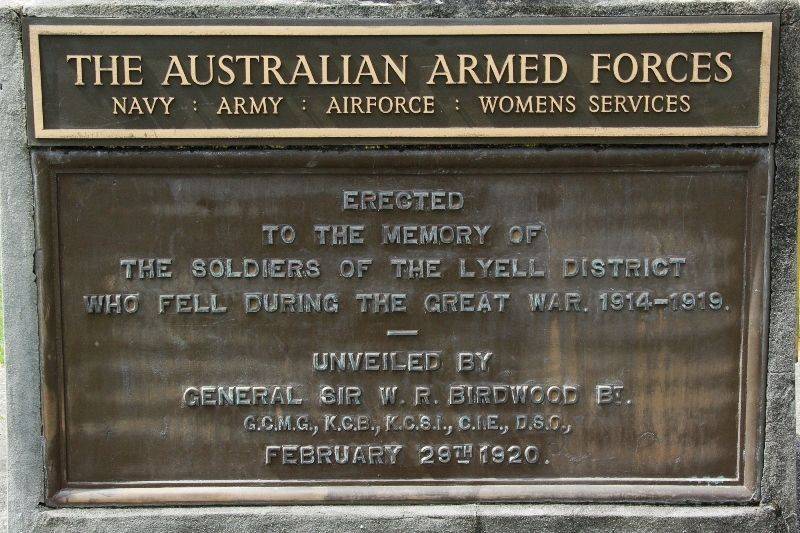 THE AUSTRALIAN ARMED FORCES
NAVY : ARMY : AIRFORCE : WOMENS SERVICES
ERECTED
TO THE MEMORY OF
THE SOLDIERS OF THE LYELL DISTRICT
WHO FELL DURING THE GREAT WAR. 1914-1919.
UNVEILED BY
GENERAL SIR W. R. BIRDWOOD BT.
G.C.M.G., K.C.B., K.C.S.I., C.I.E., D.S.O.,
FEBRUARY 29TH 1920.